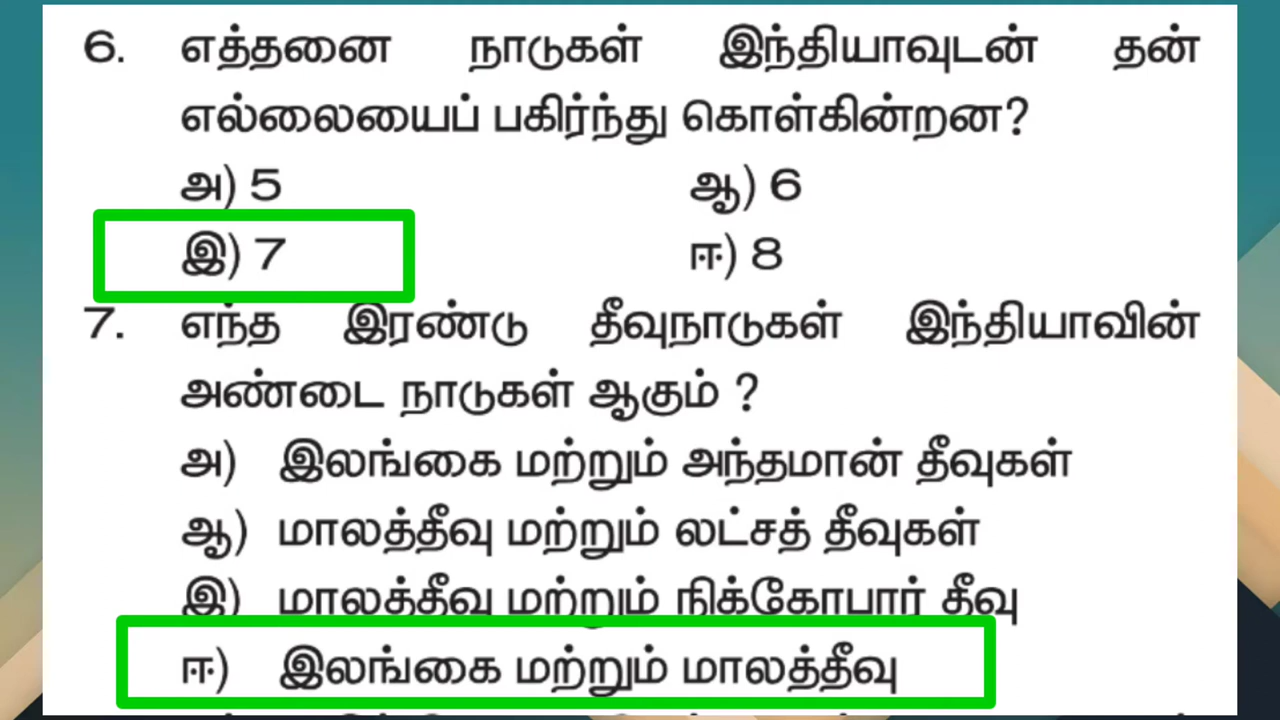 6. எத்தனை நாடுகள் இந்தியாவுடன் தன்
எல்லையைப் பகிர்ந்து கொள்கின்றன?
அ) 5 ஆ) 6
இ) 7 ஈ) 8
7. எந்த இரண்டு தீவுநாடுகள் இந்தியாவின்
அண்டை நாடுகள் ஆகும் ?
அ) இலங்கை மற்றும் அந்தமான் தீவுகள்
ஆ) மாலத்தீவு மற்றும் லட்சத் தீவுகள்
இ) மாலத்தீவு மற்றும் நிக்கோபார் தீவு
ஈ) இலங்கை மற்றும் மாலத்தீவு